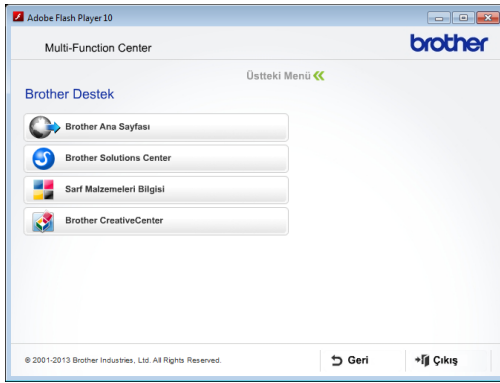 Adobe Flash Player 10
Multi-Function Center
brother
Üstteki Menü
Brother Destek
Brother Ana Sayfası
Brother Solutions Center
Sarf Malzemeleri Bilgisi
Brother CreativeCenter
© 2001-2013 Brother Industries, Ltd. All Rights Reserved.
Geri
Çıkış